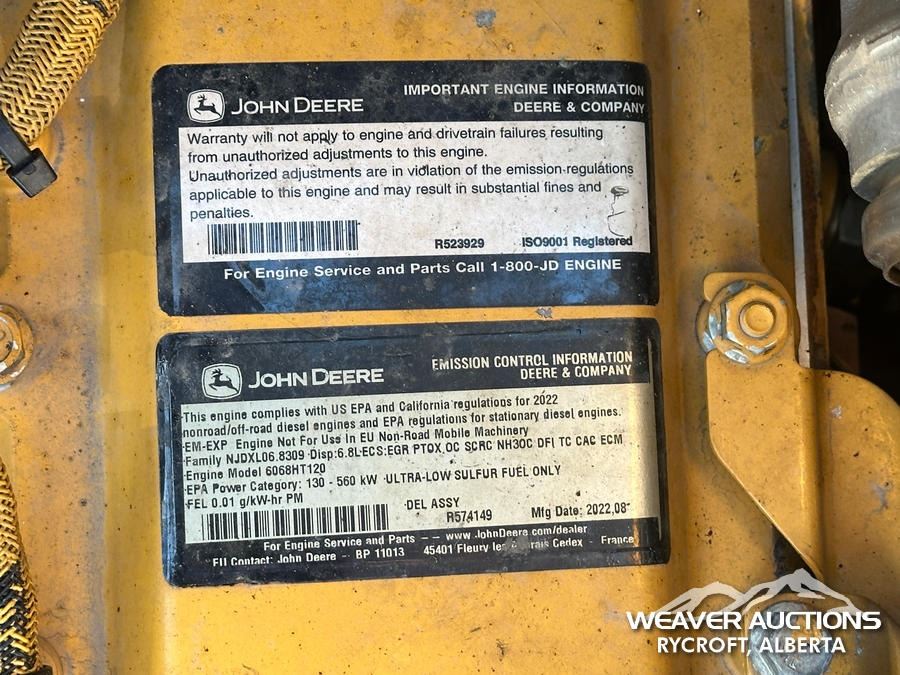 JOHN DEERE
IMPORTANT ENGINE INFORMATION
DEERE & COMPANY
Warranty will not apply to engine and drivetrain failures resulting
from unauthorized adjustments to this engine.
Unauthorized adjustments are in violation of the emission regulations
applicable to this engine and may result in substantial fines and
penalties.
R523929 ISO9001 Registered
For Engine Service and Parts Call 1-800-JD ENGINE
JOHN DEERE
EMISSION CONTROL INFORMATION
DEERE & COMPANY
This engine complies with US EPA and California regulations for 2022
nonroad/off-road diesel engines and EPA regulations for stationary diesel engines.
EM-EXP Engine Not For Use In EU Non-Road Mobile Machinery
Family NJDXL06.8309 Disp:6.8L ECS:EGR PTOX OC SCRC NH3OC DFI TC CAC ECM
Engine Model 6068HT120
EPA Power Category: 130 - 560 kW ULTRA-LOW SULFUR FUEL ONLY
FEL 0.01 g/kW-hr PM
DEL ASSY
R574149 Mfg Date: 2022,08
For Engine Service and Parts -- www.JohnDeere.com/dealer
EU Contact: John Deere -- BP 11013 45401 Fleury les Cedex - France
WEAVER AUCTIONS
RYCROFT, ALBERTA